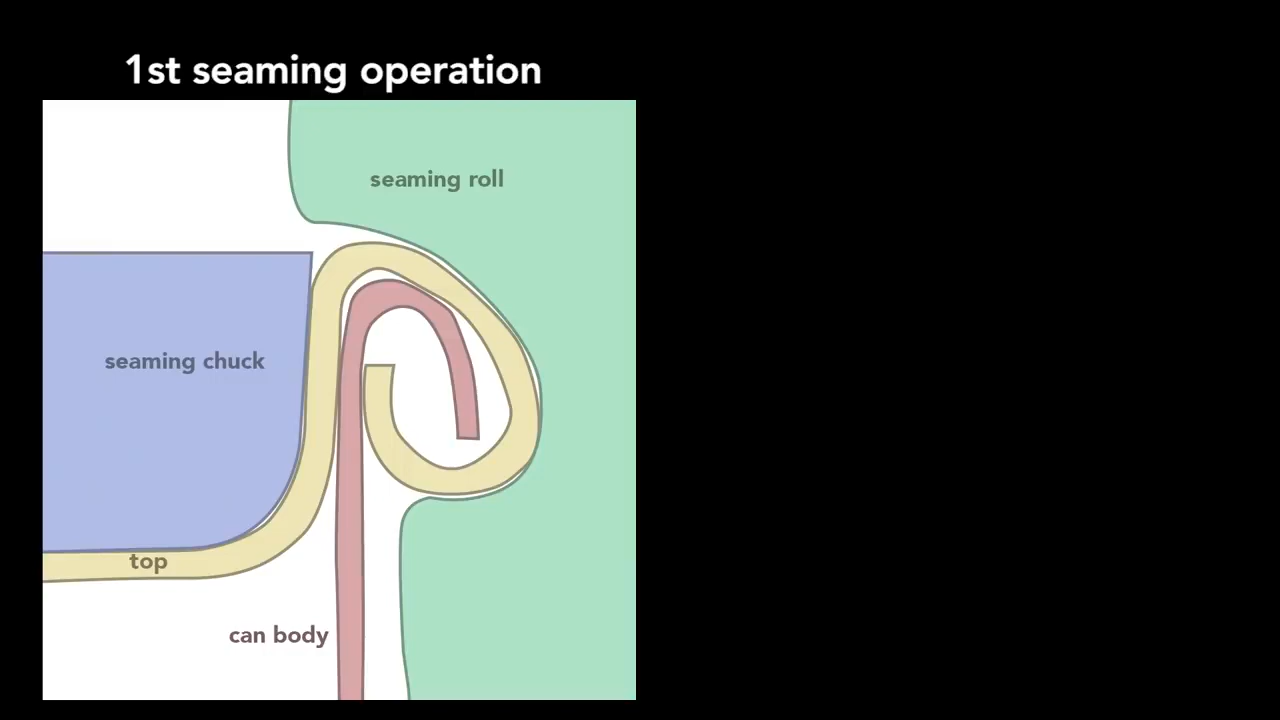 1st seaming operation
seaming roll
seaming chuck
top
can body